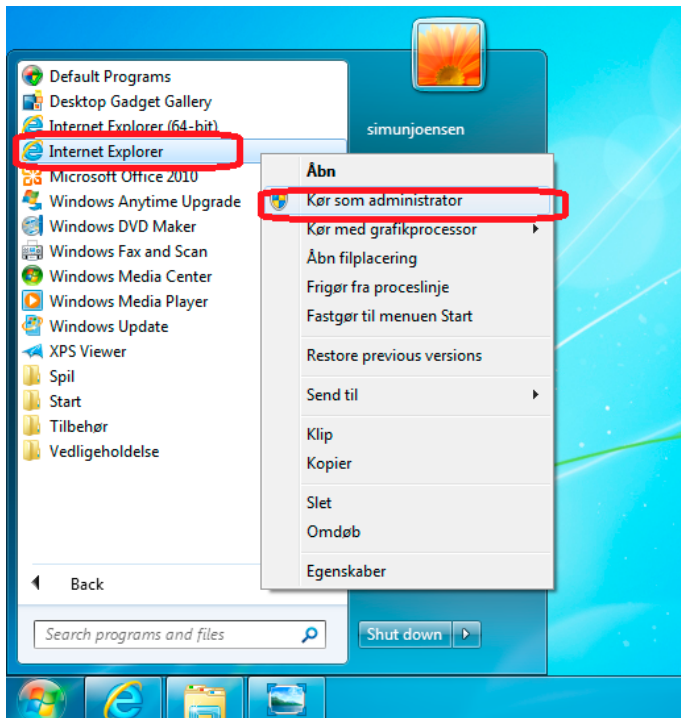 Default Programs
Desktop Gadget Gallery
Internet Explorer (64-bit)
Internet Explorer
Microsoft Office 2010
Windows Anytime Upgrade
Windows DVD Maker
Windows Fax and Scan
Windows Media Center
Windows Media Player
Windows Update
XPS Viewer
Spil
Start
Tilbehør
Vedligeholdelse
Back
Search programs and files
simunjoensen
Åbn
Kør som administrator
Kør med grafikprocessor
Åbn filplacering
Frigør fra proceslinje
Fastgør til menuen Start
Restore previous versions
Send til
Klip
Kopier
Slet
Omdøb
Egenskaber
Shut down